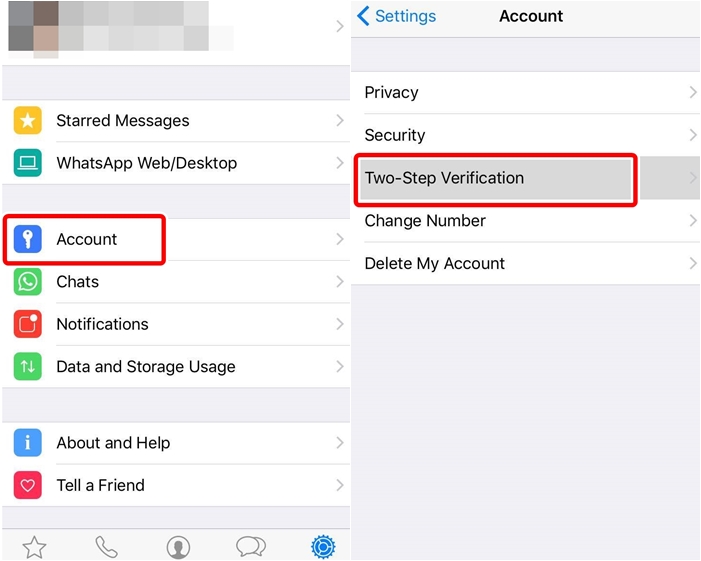 Starred Messages
WhatsApp Web/Desktop
Account
Chats
Notifications
Data and Storage Usage
About and Help
Tell a Friend
Settings
Account
Privacy
Security
Two-Step Verification
Change Number
Delete My Account